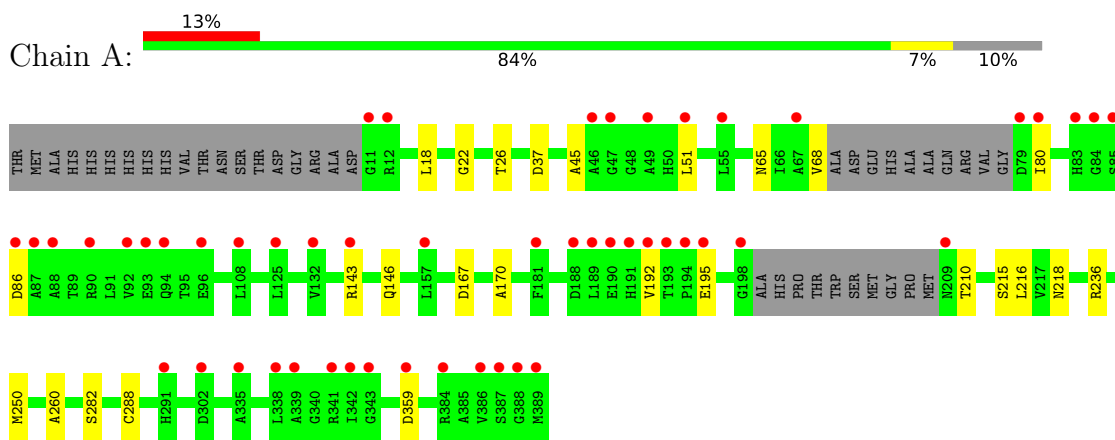 13%
Chain A:
84% 7% 10%
THR MET ALA HIS HIS HIS HIS HIS HIS VAL THR ASN SER THR ASP GLY ARG ALA ASP G11 R12 L18 G22 T26 D37 A45 A46 G47 G48 A49 H50 L51 L55 N65 I66 A67 V68 ALA ASP GLU HIS ALA ALA GLN ARG VAL GLY D79 I80 H83 G84 S85
D86 A87 A88 T89 R90 L91 V92 E93 Q94 T95 E96 L108 L125 V132 R143 Q146 L157 D167 A170 F181 D188 L189 E190 H191 V192 T193 P194 E195 G198 ALA HIS PRO THR TRP SER MET GLY PRO MET N209 T210 S215 L216 V217 N218 R236
M250 A260 S282 C288 H291 D302 A335 L338 A339 G340 R341 I342 G343 D359 R384 A385 V386 S387 G388 M389